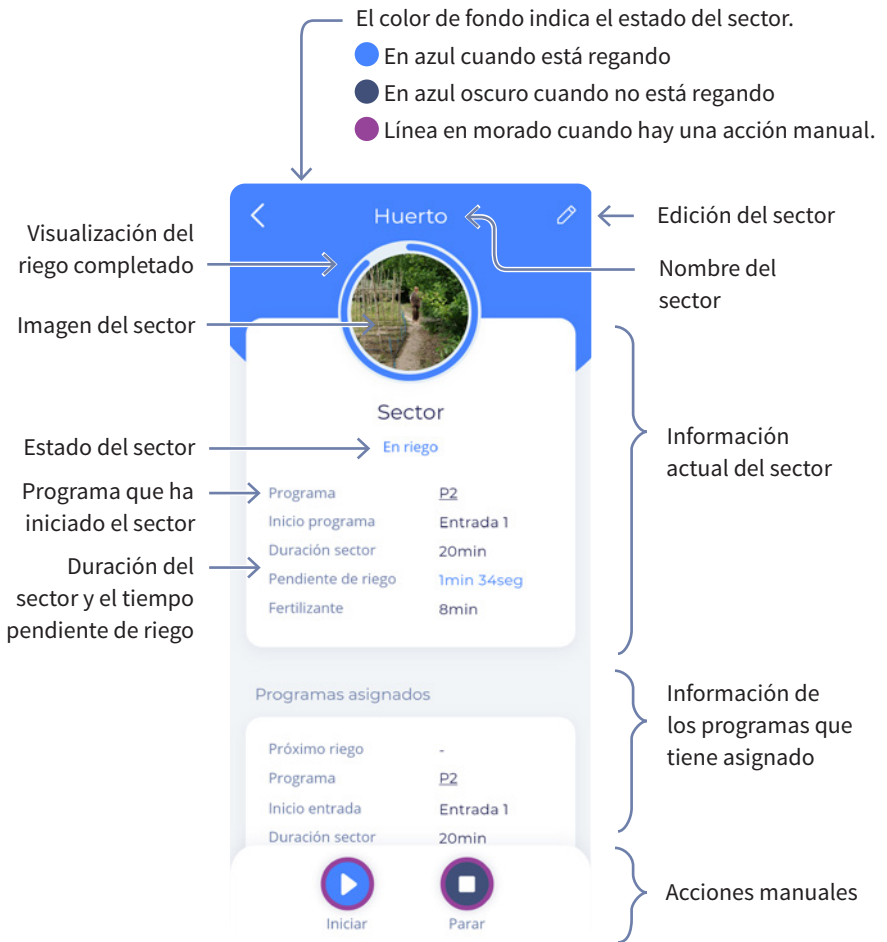 El color de fondo indica el estado del sector.
En azul cuando está regando
En azul oscuro cuando no está regando
Línea en morado cuando hay una acción manual.
Huerto
Edición del sector
Nombre del
sector
Visualización del
riego completado
Imagen del sector
Sector
Estado del sector
En riego
Programa que ha
iniciado el sector
Duración del
sector y el tiempo
pendiente de riego
Programa P2
Inicio programa Entrada 1
Duración sector 20min
Pendiente de riego 1min 34seg
Fertilizante 8min
Información
actual del sector
Programas asignados
Próximo riego -
Programa P2
Inicio entrada Entrada 1
Duración sector 20min
Información de
los programas que
tiene asignado
Iniciar
Parar
Acciones manuales